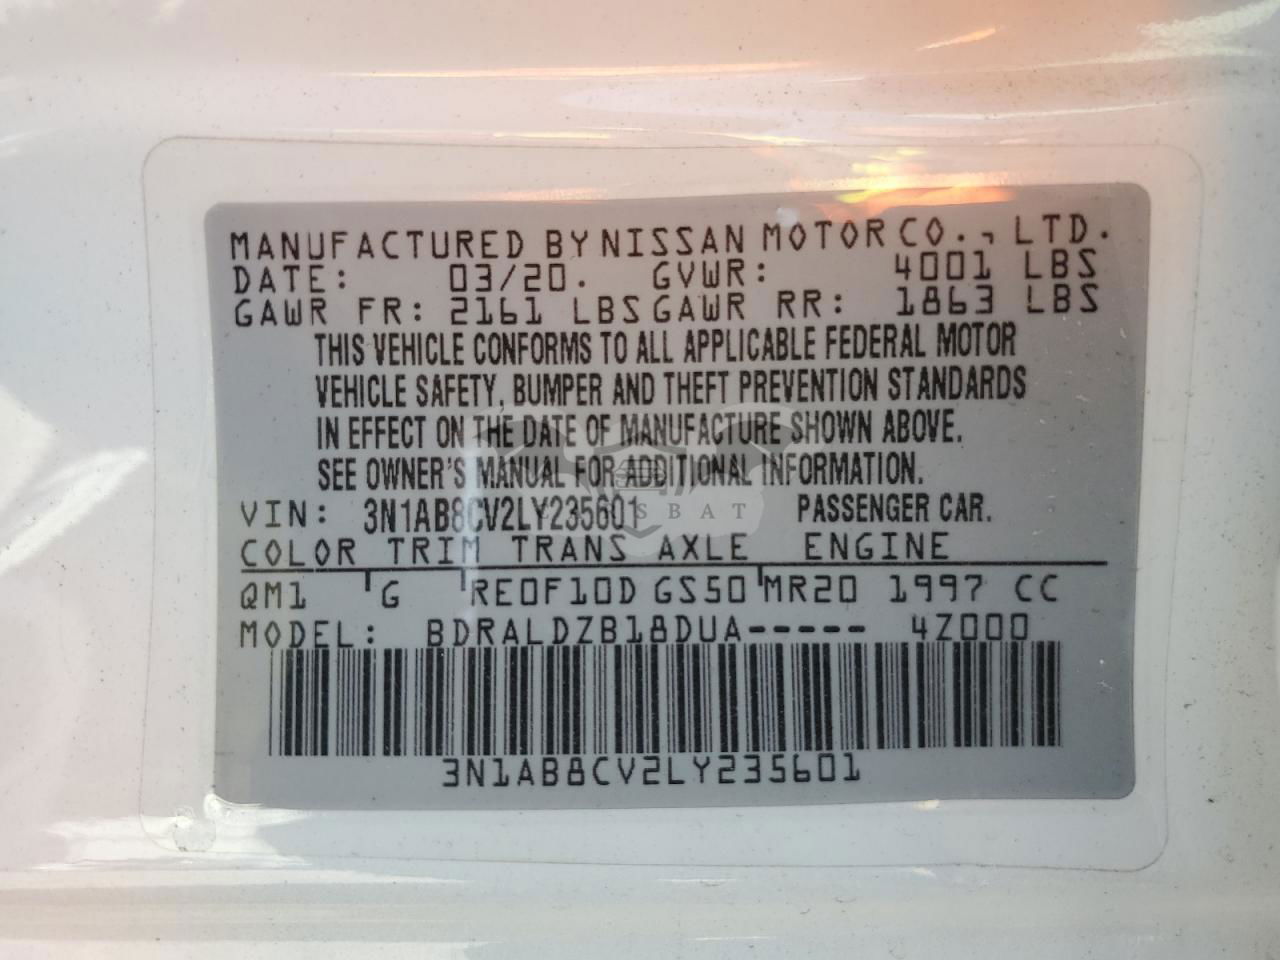 MANUFACTURED BY NISSAN MOTOR CO., LTD.
DATE: 03/20. GVWR: 4001 LBS
GAWR FR: 2161 LBS GAWR RR: 1863 LBS
THIS VEHICLE CONFORMS TO ALL APPLICABLE FEDERAL MOTOR
VEHICLE SAFETY, BUMPER AND THEFT PREVENTION STANDARDS
IN EFFECT ON THE DATE OF MANUFACTURE SHOWN ABOVE.
SEE OWNER'S MANUAL FOR ADDITIONAL INFORMATION.
VIN: 3N1AB8CV2LY235601 PASSENGER CAR.
COLOR TRIM TRANS AXLE ENGINE
QM1 G RE0F10D GS50 MR20 1997 CC
MODEL: BDRALDZB18DUA----- 4Z000
3N1AB8CV2LY235601